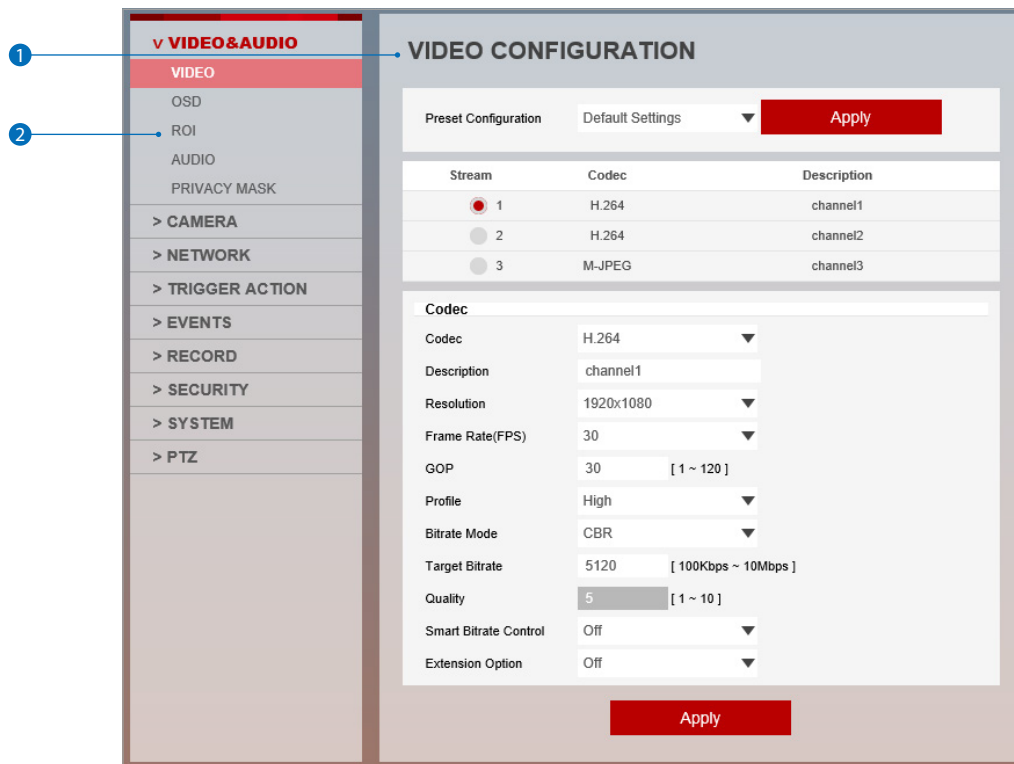 1
2
v VIDEO&AUDIO
VIDEO
OSD
ROI
AUDIO
PRIVACY MASK
> CAMERA
> NETWORK
> TRIGGER ACTION
> EVENTS
> RECORD
> SECURITY
> SYSTEM
> PTZ
VIDEO CONFIGURATION
Preset Configuration Default Settings Apply
Stream Codec Description
1 H.264 channel1
2 H.264 channel2
3 M-JPEG channel3
Codec
Codec H.264
Description channel1
Resolution 1920x1080
Frame Rate(FPS) 30
GOP 30 [ 1 ~ 120 ]
Profile High
Bitrate Mode CBR
Target Bitrate 5120 [ 100Kbps ~ 10Mbps ]
Quality 5 [ 1 ~ 10 ]
Smart Bitrate Control Off
Extension Option Off
Apply